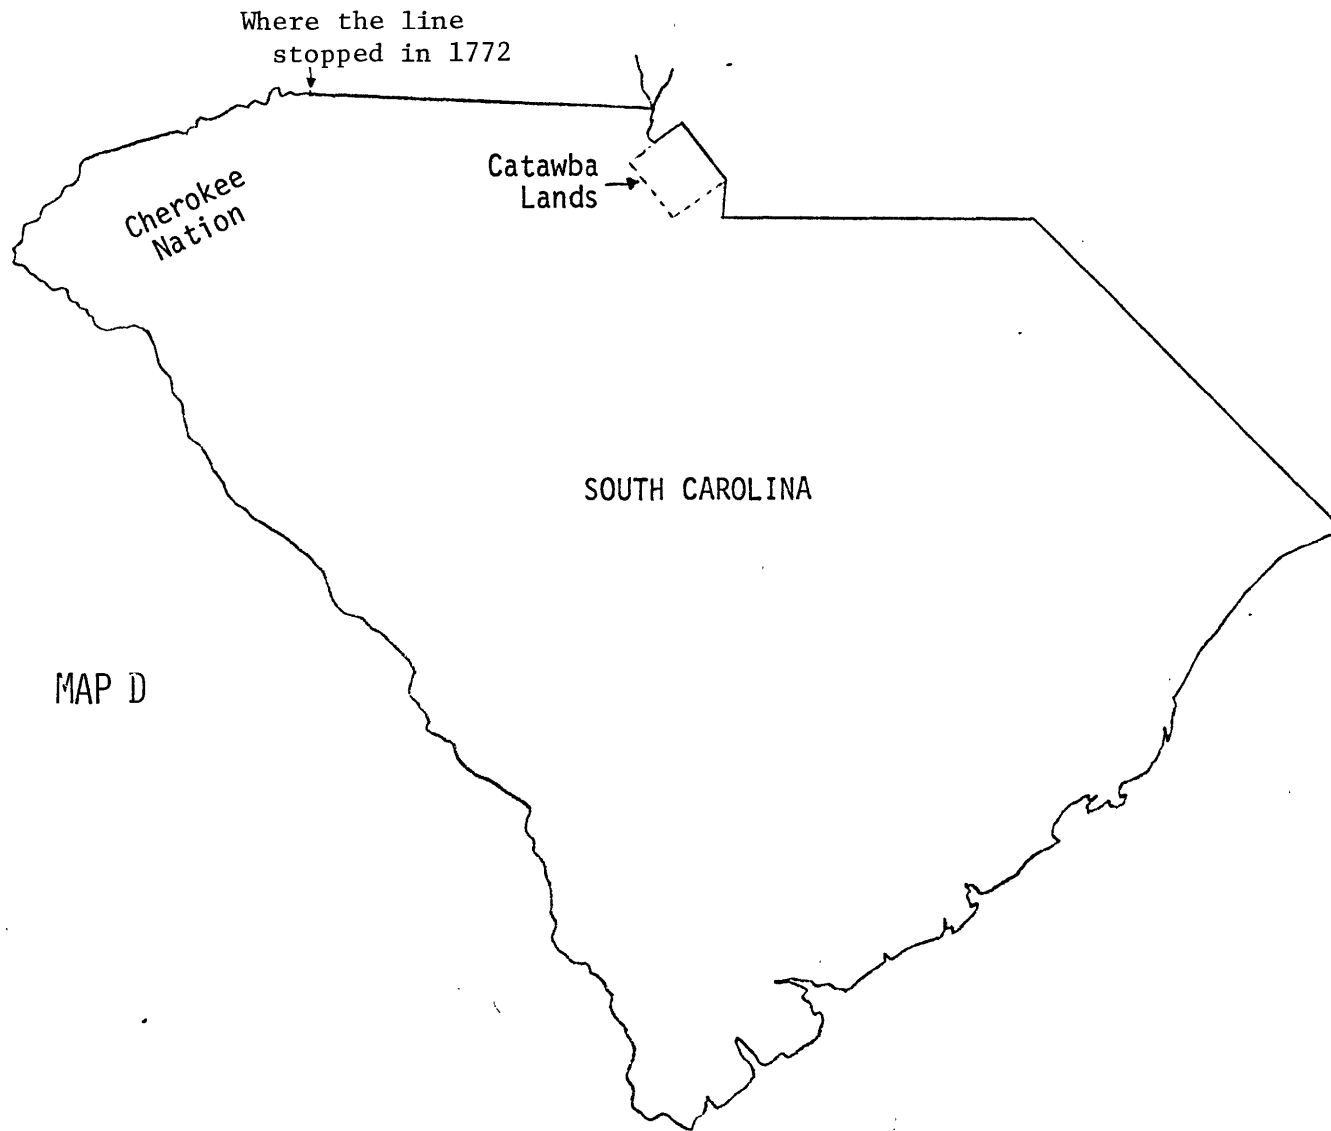 Where the line
stopped in 1772
Catawba
Lands
Cherokee
Nation
SOUTH CAROLINA
MAP D